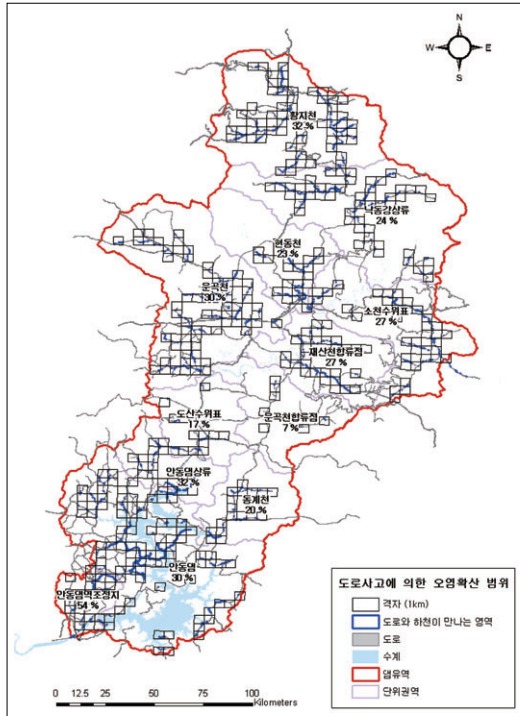 N
W E
S
황지천
32 %
낙동강상류
24 %
현동천
23 %
운곡천
30 %
소천수위표
27 %
재산천합류점
27 %
도산수위표
17 %
운곡천합류점
7 %
안동댐상류
32 %
동계천
20 %
안동댐
30 %
안동댐역조정지
54 %
도로사고에 의한 오염확산 범위
격자 (1km)
도로와 하천이 만나는 영역
도로
수계
댐유역
단위권역
0 12.5 25 50 75 100
Kilometers